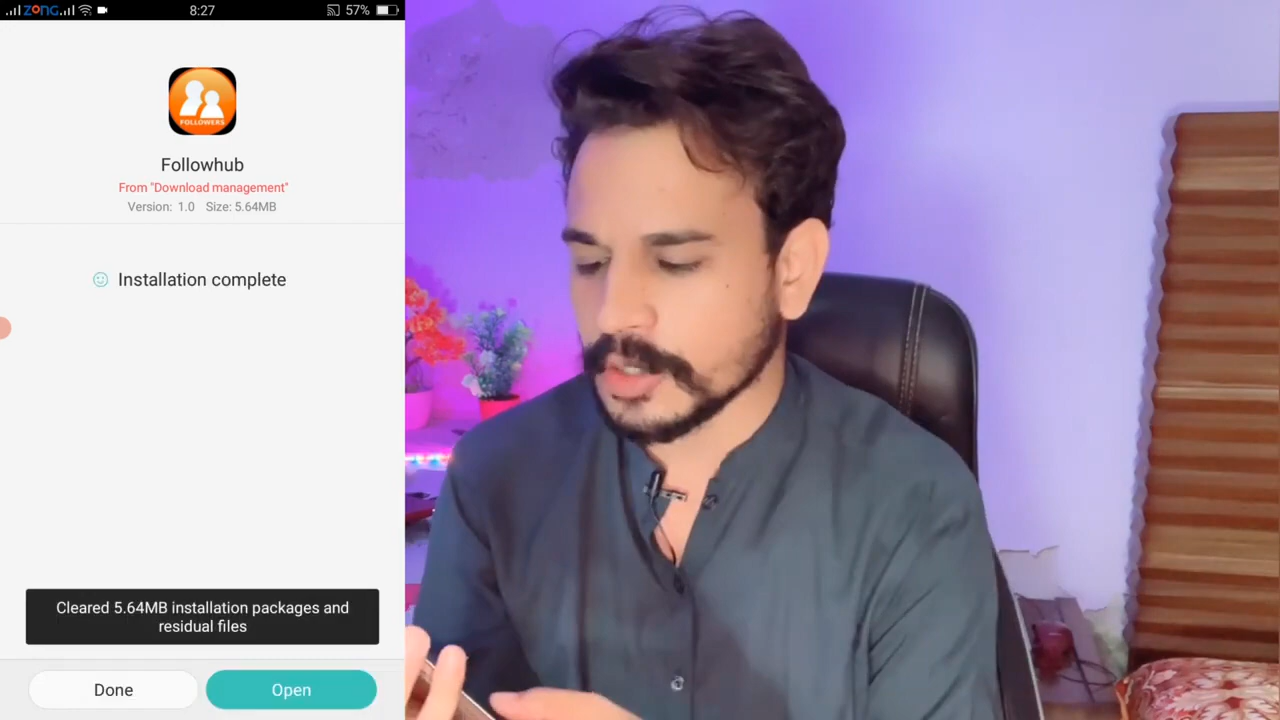 ZONG
8:27
57%
FOLLOWERS
Followhub
From "Download management"
Version: 1.0 Size: 5.64MB
Installation complete
Cleared 5.64MB installation packages and
residual files
Done
Open